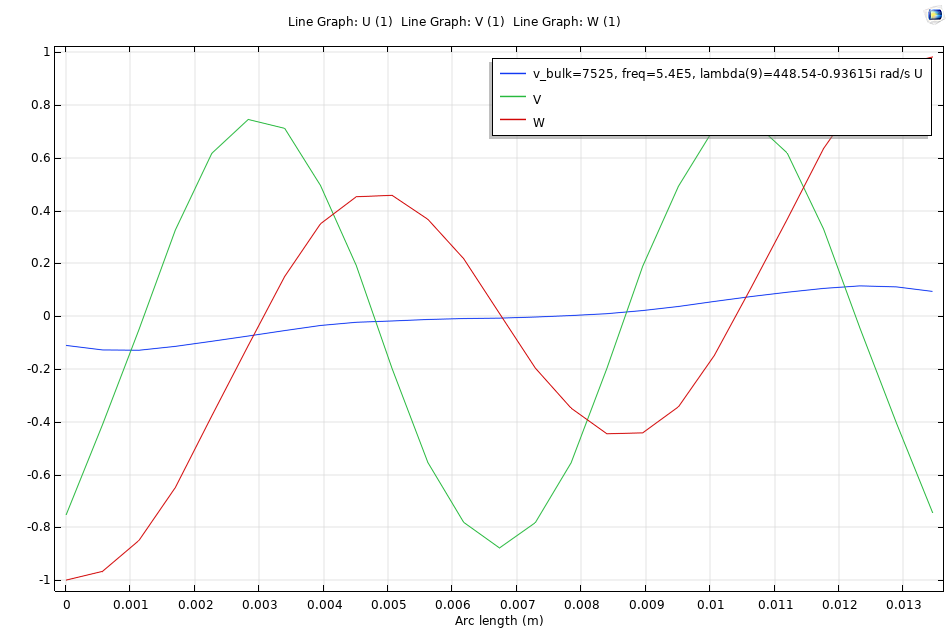 Line Graph: U (1) Line Graph: V (1) Line Graph: W (1)
v_bulk=7525, freq=5.4E5, lambda(9)=448.54-0.93615i rad/s U
V
W
1
0.8
0.6
0.4
0.2
0
-0.2
-0.4
-0.6
-0.8
-1
0 0.001 0.002 0.003 0.004 0.005 0.006 0.007 0.008 0.009 0.01 0.011 0.012 0.013
Arc length (m)